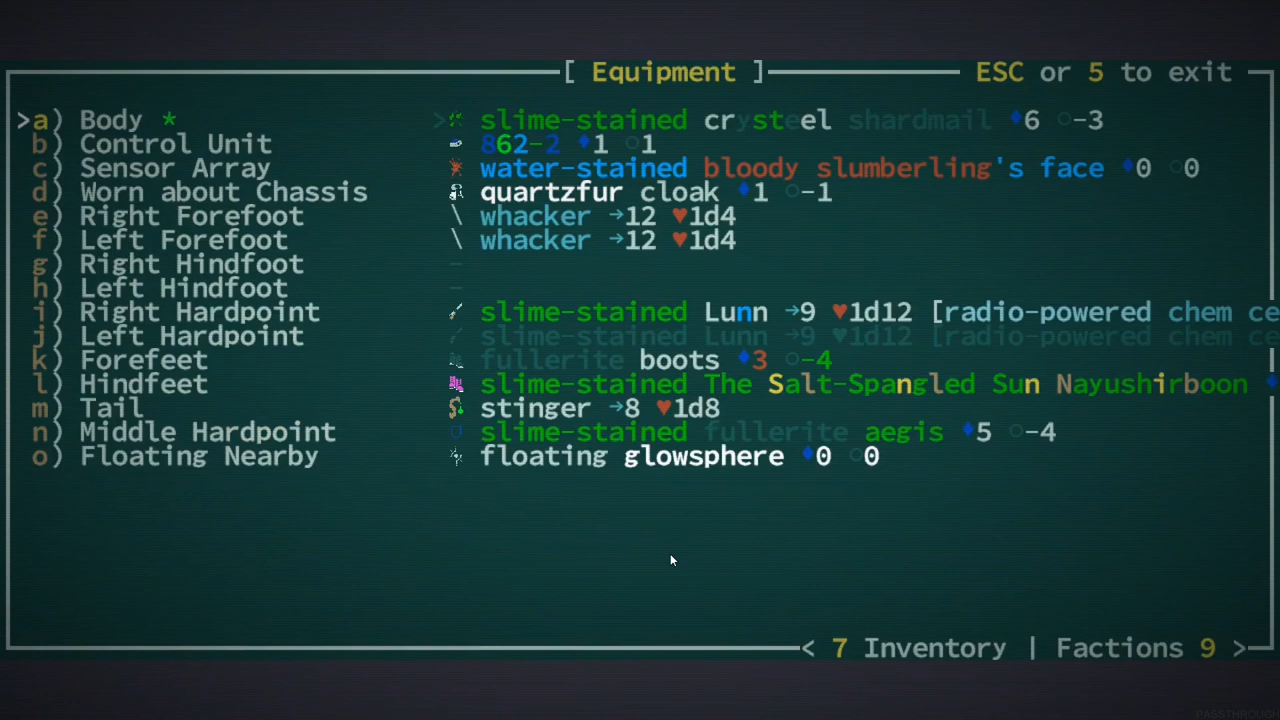 [ Equipment ] ESC or 5 to exit
>a) Body * > slime-stained crysteel shardmail ♦6 ○-3
b) Control Unit 862-2 ♦1 ○1
c) Sensor Array water-stained bloody slumberling's face ♦0 ○0
d) Worn about Chassis quartzfur cloak ♦1 ○-1
e) Right Forefoot \ whacker →12 ♥1d4
f) Left Forefoot \ whacker →12 ♥1d4
g) Right Hindfoot –
h) Left Hindfoot –
i) Right Hardpoint slime-stained Lunn →9 ♥1d12 [radio-powered chem ce
j) Left Hardpoint slime-stained Lunn →9 ♥1d12 [radio-powered chem ce
k) Forefeet fullerite boots ♦3 ○-4
l) Hindfeet slime-stained The Salt-Spangled Sun Nayushirboon ♦
m) Tail stinger →8 ♥1d8
n) Middle Hardpoint slime-stained fullerite aegis ♦5 ○-4
o) Floating Nearby floating glowsphere ♦0 ○0
< 7 Inventory | Factions 9 >